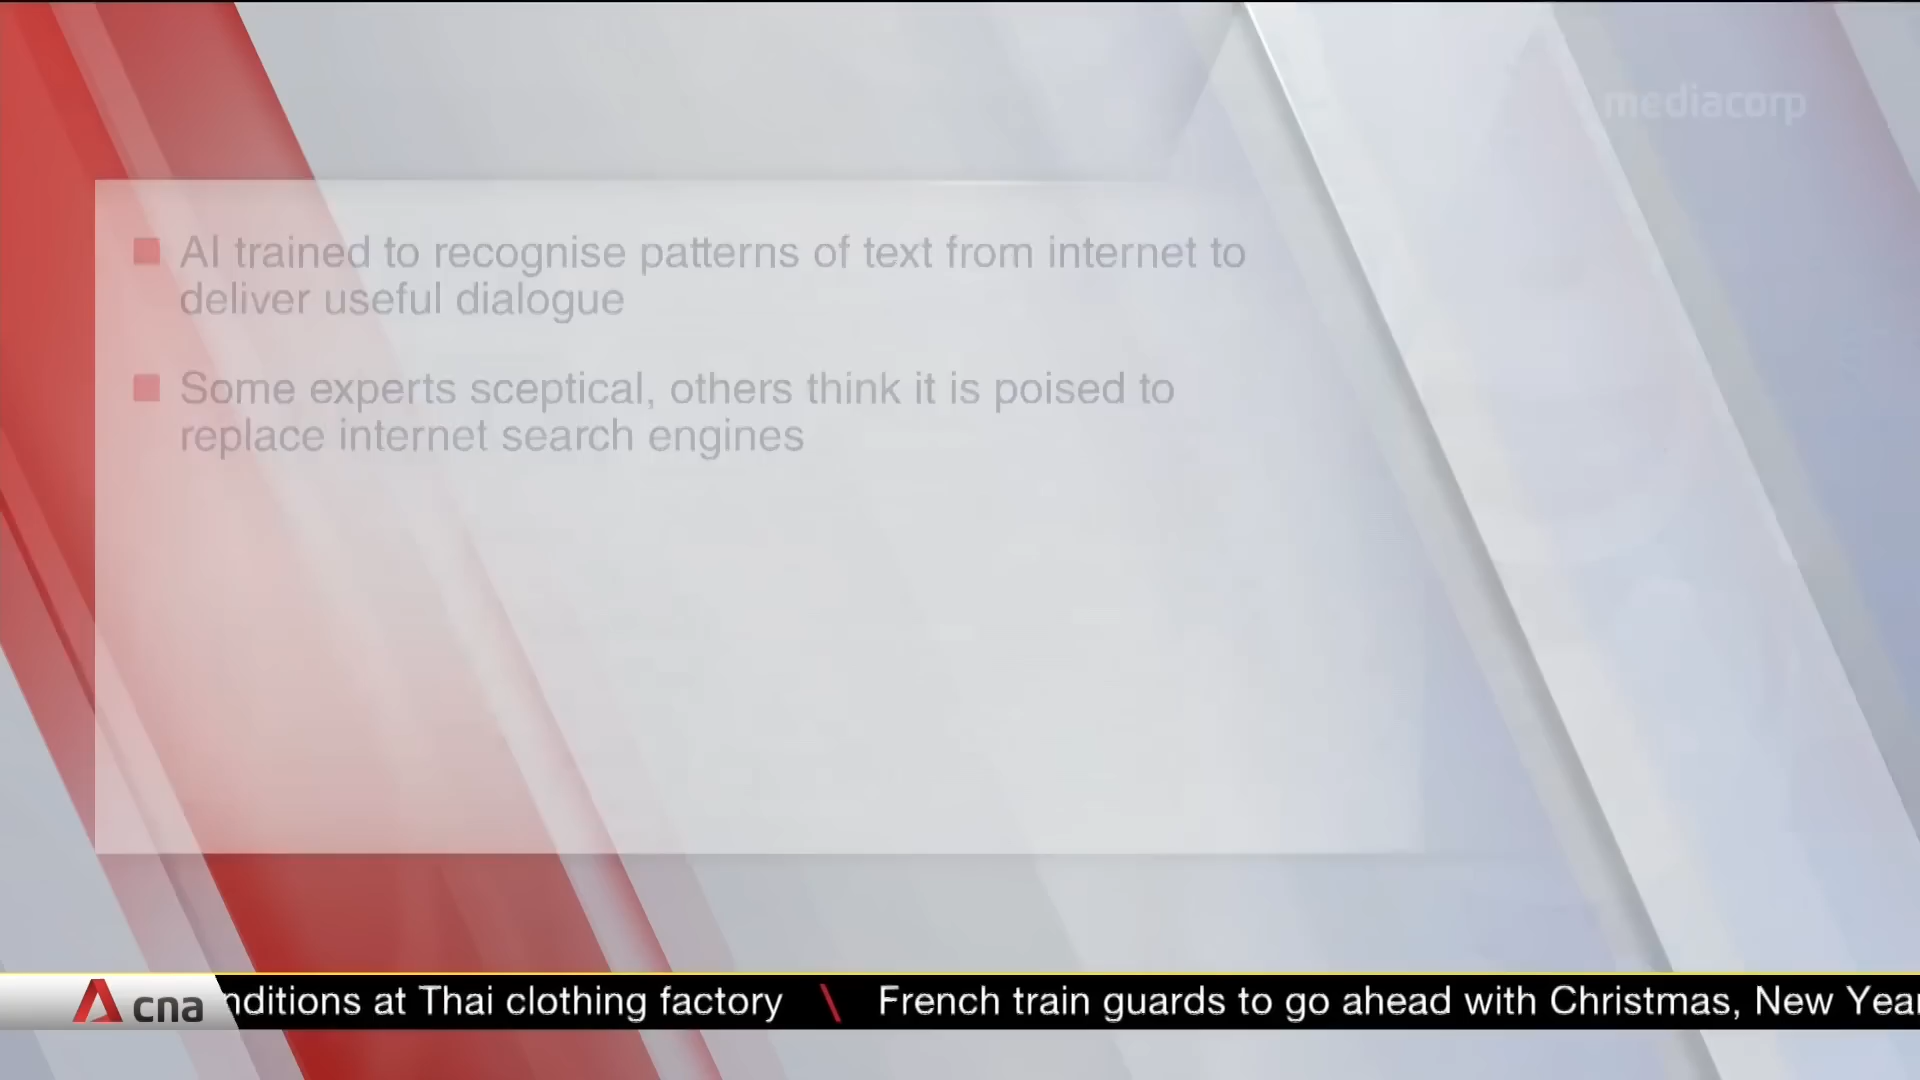 mediacorp
AI trained to recognise patterns of text from internet to
deliver useful dialogue
Some experts sceptical, others think it is poised to
replace internet search engines
cna
nditions at Thai clothing factory \ French train guards to go ahead with Christmas, New Year